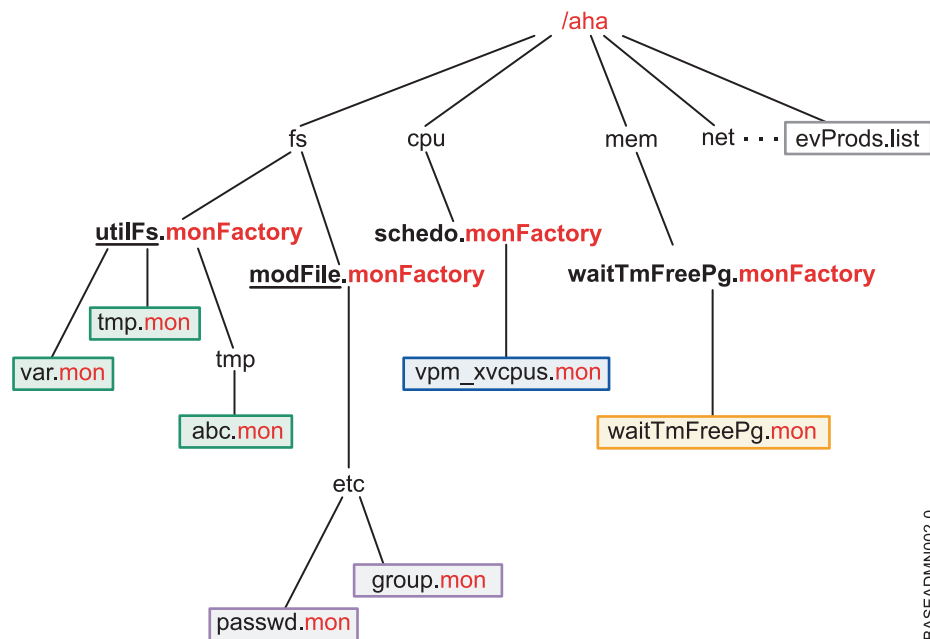 /aha
fs
cpu
mem
net
evProds.list
utilFs.monFactory
schedo.monFactory
modFile.monFactory
waitTmFreePg.monFactory
tmp.mon
var.mon
tmp
vpm_xvcpus.mon
abc.mon
waitTmFreePg.mon
etc
group.mon
passwd.mon